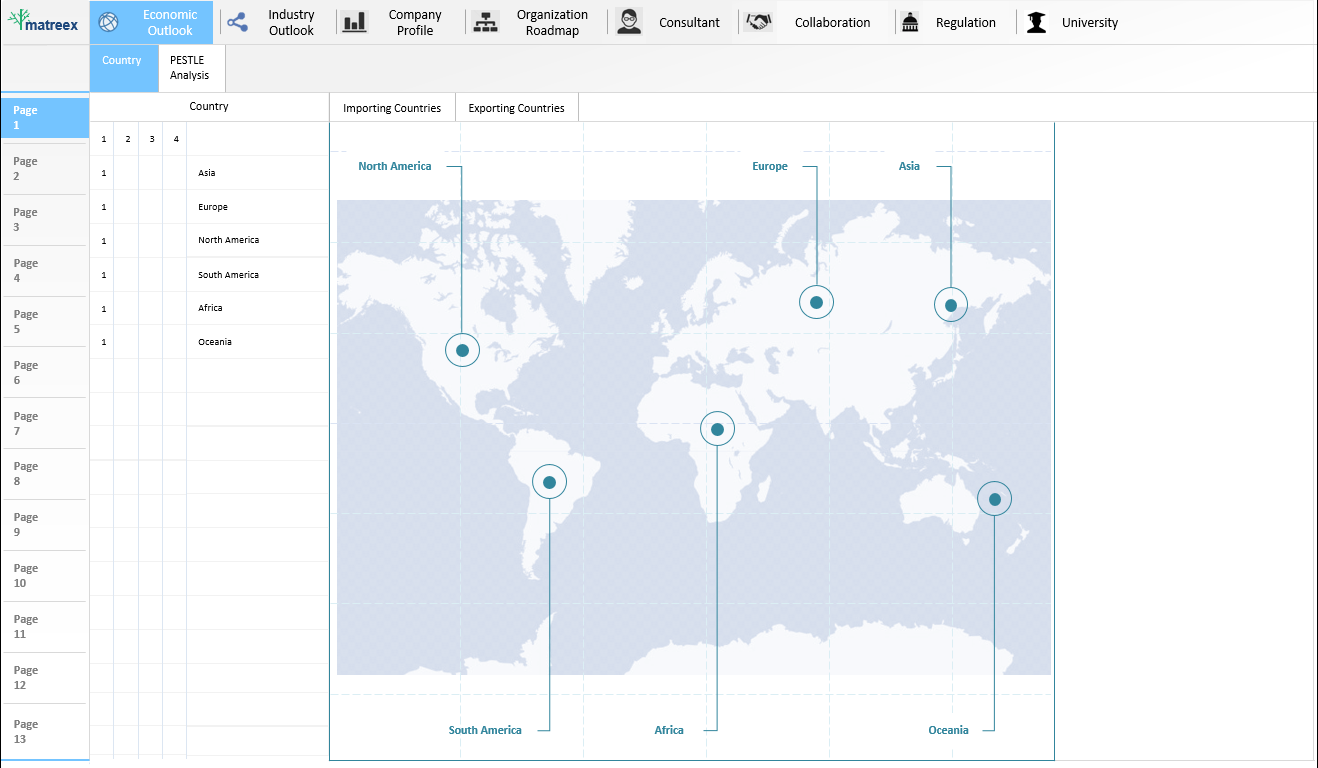 matreex
Economic
Outlook
Industry
Outlook
Company
Profile
Organization
Roadmap
Consultant
Collaboration
Regulation
University
Country
PESTLE
Analysis
Page
1
Page
2
Page
3
Page
4
Page
5
Page
6
Page
7
Page
8
Page
9
Page
10
Page
11
Page
12
Page
13
Country
1 2 3 4
1 Asia
1 Europe
1 North America
1 South America
1 Africa
1 Oceania
Importing Countries
Exporting Countries
North America
Europe
Asia
South America
Africa
Oceania